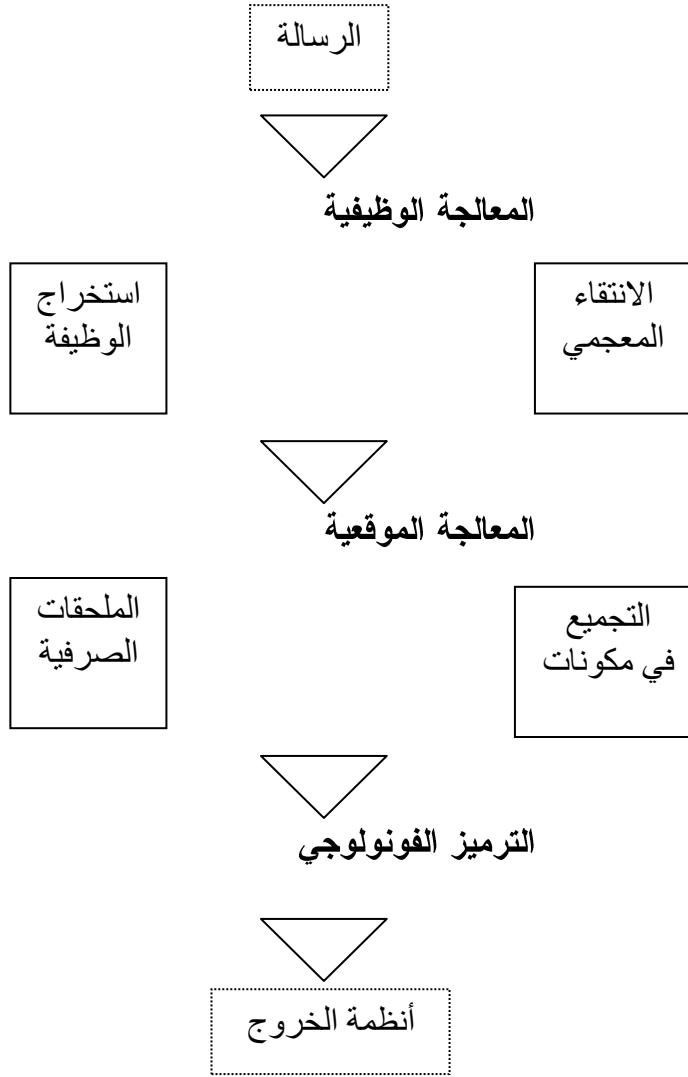 الرسالة
المعالجة الوظيفية
الانتقاء
المعجمي
استخراج
الوظيفة
المعالجة الموقعية
التجميع
في مكونات
الملحقات
الصرفية
الترميز الفونولوجي
أنظمة الخروج